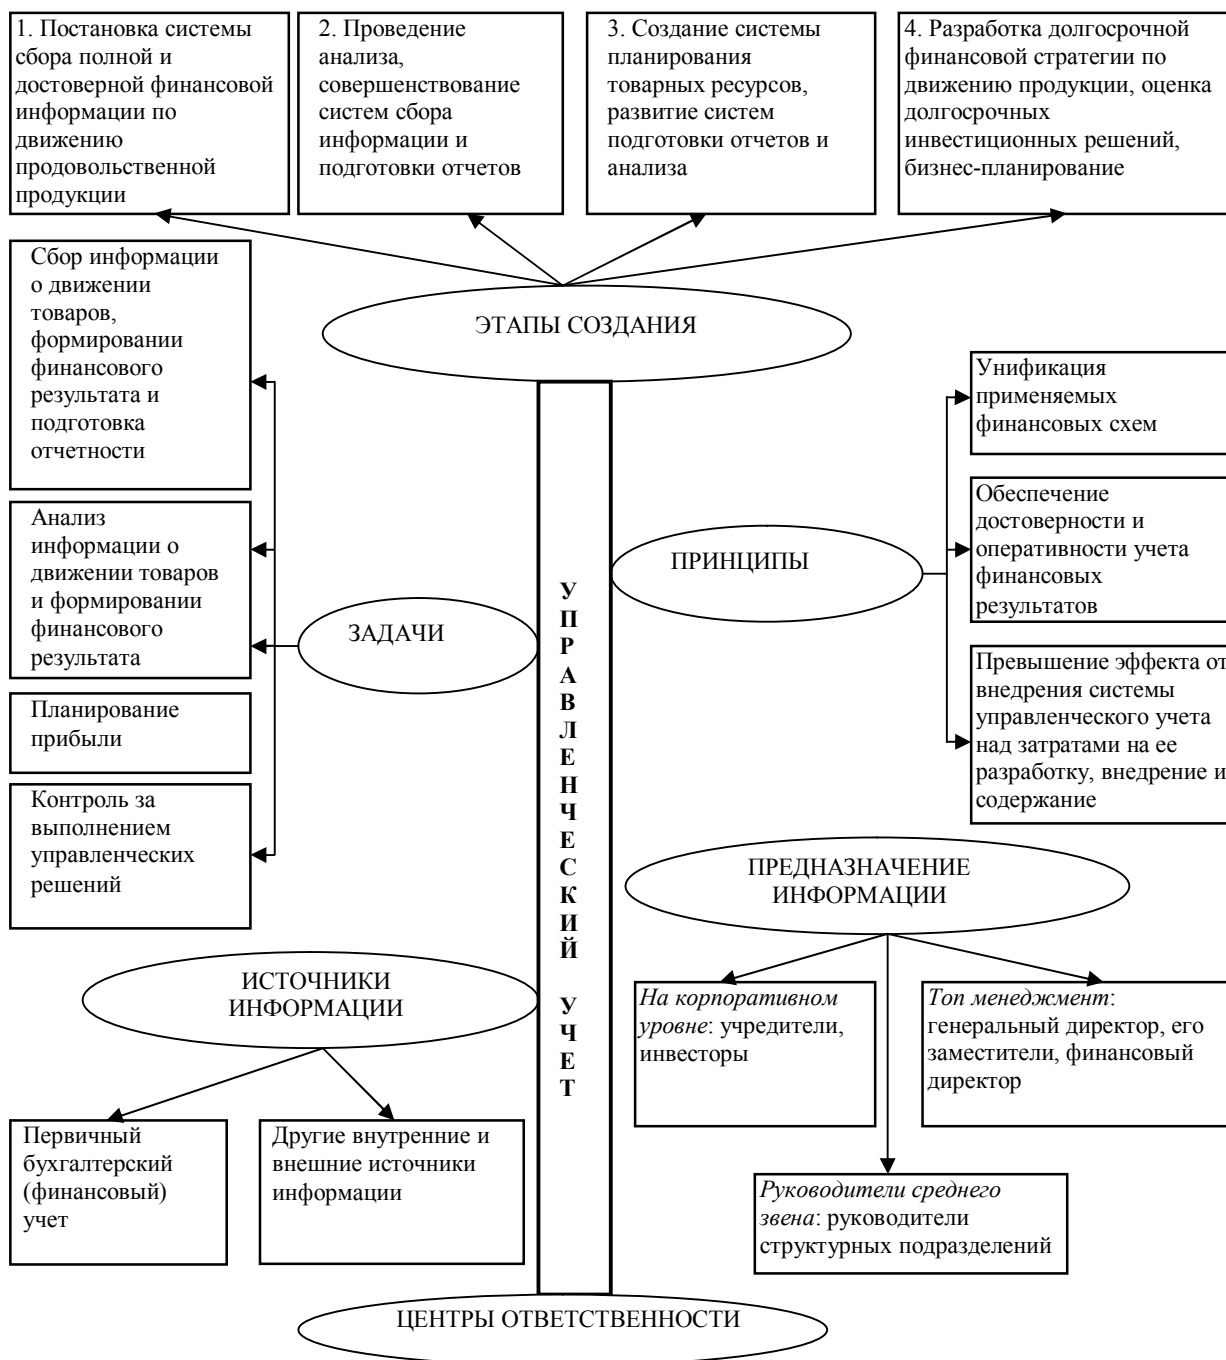 1. Постановка системы
сбора полной и
достоверной финансовой
информации по
движению
продовольственной
продукции
2. Проведение
анализа,
совершенствование
систем сбора
информации и
подготовки отчетов
3. Создание системы
планирования
товарных ресурсов,
развитие систем
подготовки отчетов и
анализа
4. Разработка долгосрочной
финансовой стратегии по
движению продукции, оценка
долгосрочных
инвестиционных решений,
бизнес-планирование
ЭТАПЫ СОЗДАНИЯ
Сбор информации
о движении
товаров,
формировании
финансового
результата и
подготовка
отчетности
Анализ
информации о
движении товаров
и формировании
финансового
результата
Планирование
прибыли
Контроль за
выполнением
управленческих
решений
ЗАДАЧИ
УПРАВЛЕНЧЕСКИЙ УЧЕТ
ПРИНЦИПЫ
Унификация
применяемых
финансовых схем
Обеспечение
достоверности и
оперативности учета
финансовых
результатов
Превышение эффекта от
внедрения системы
управленческого учета
над затратами на ее
разработку, внедрение и
содержание
ПРЕДНАЗНАЧЕНИЕ
ИНФОРМАЦИИ
На корпоративном
уровне: учредители,
инвесторы
Топ менеджмент:
генеральный директор, его
заместители, финансовый
директор
Руководители среднего
звена: руководители
структурных подразделений
ИСТОЧНИКИ
ИНФОРМАЦИИ
Первичный
бухгалтерский
(финансовый)
учет
Другие внутренние и
внешние источники
информации
ЦЕНТРЫ ОТВЕТСТВЕННОСТИ